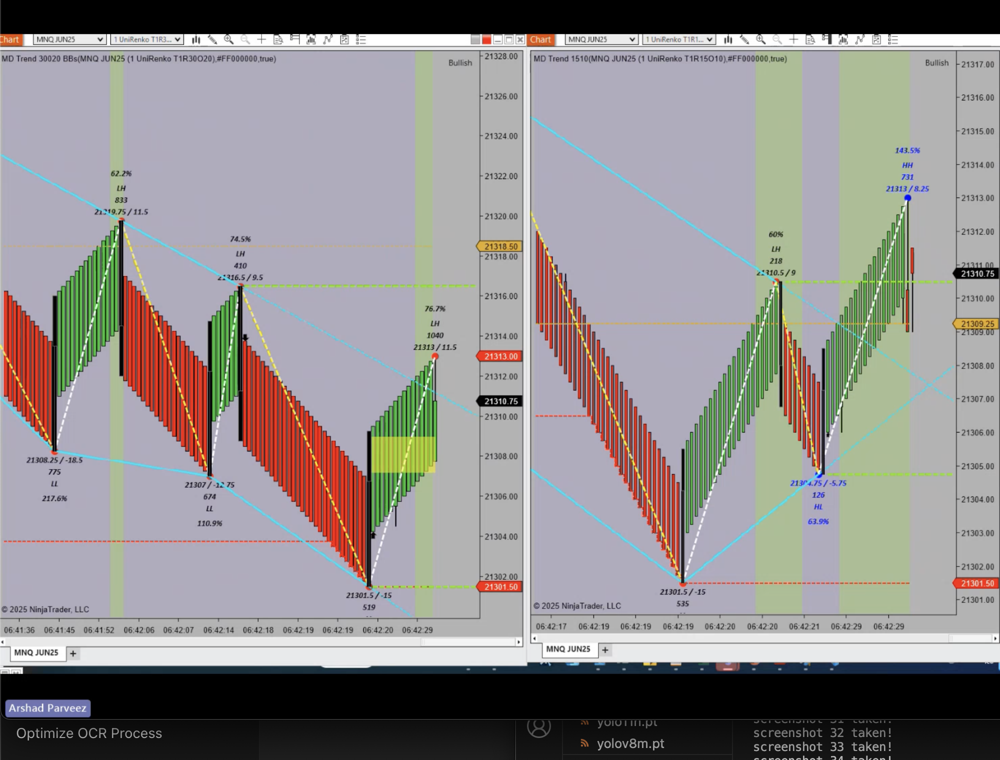 Chart
MNQ JUN25
1 UniRenko T1R3...
MD Trend 30020 BBs(MNQ JUN25 (1 UniRenko T1R30O20),#FF000000,true)
Bullish
62.2%
LH
833
21319.75 / 11.5
74.5%
LH
410
21316.5 / 9.5
76.7%
LH
1040
21313 / 11.5
21308.25 / -18.5
775
LL
217.6%
21307 / -12.75
674
LL
110.9%
21301.5 / -15
519
21328.00
21326.00
21324.00
21322.00
21320.00
21318.50
21318.00
21316.00
21314.00
21313.00
21312.00
21310.75
21310.00
21308.00
21306.00
21304.00
21302.00
21301.50
© 2025 NinjaTrader, LLC
06:41:36
06:41:45
06:41:52
06:42:06
06:42:07
06:42:14
06:42:18
06:42:19
06:42:19
06:42:20
06:42:29
MNQ JUN25
Chart
MNQ JUN25
1 UniRenko T1R1...
MD Trend 1510(MNQ JUN25 (1 UniRenko T1R15O10),#FF000000,true)
Bullish
143.5%
HH
731
21313 / 8.25
60%
LH
218
21310.5 / 9
21304.75 / -5.75
126
HL
63.9%
21301.5 / -15
535
21317.00
21316.00
21315.00
21314.00
21313.00
21312.00
21311.00
21310.75
21310.00
21309.25
21309.00
21308.00
21307.00
21306.00
21305.00
21304.00
21303.00
21302.00
21301.50
21301.00
© 2025 NinjaTrader, LLC
06:42:17
06:42:19
06:42:19
06:42:19
06:42:20
06:42:20
06:42:21
06:42:29
06:42:29
MNQ JUN25
Arshad Parveez
Optimize OCR Process
yolo11n.pt
yolov8m.pt
screenshot 31 taken!
screenshot 32 taken!
screenshot 33 taken!
screenshot 34 taken!